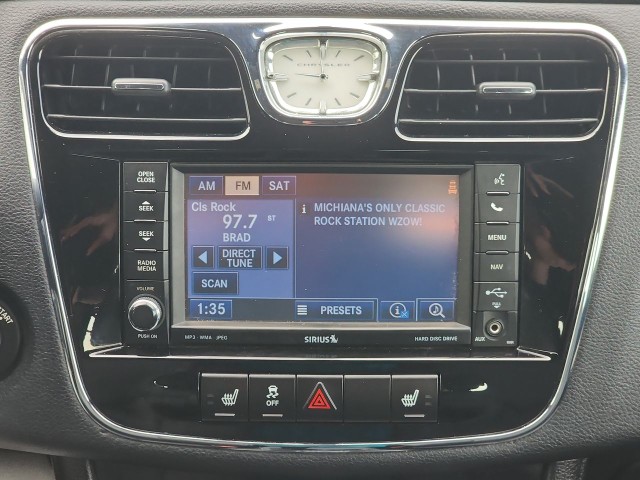 CHRYSLER
OPEN
CLOSE
SEEK
SEEK
RADIO
MEDIA
VOLUME
PUSH ON
AM FM SAT
Cls Rock
97.7 ST
BRAD
DIRECT
TUNE
SCAN
1:35
i MICHIANA'S ONLY CLASSIC
ROCK STATION WZOW!
PRESETS
MENU
NAV
AUX
MP3 · WMA JPEG
SIRIUS
HARD DISC DRIVE
OFF
START